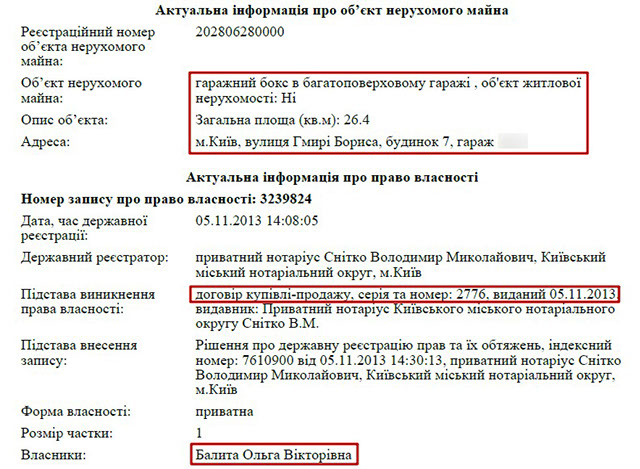 Актуальна інформація про об'єкт нерухомого майна
Реєстраційний номер 202806280000
об'єкта нерухомого
майна:
Об'єкт нерухомого гаражний бокс в багатоповерховому гаражі , об'єкт житлової
майна: нерухомості: Ні
Опис об'єкта: Загальна площа (кв.м): 26.4
Адреса: м.Київ, вулиця Гмирі Бориса, будинок 7, гараж
Актуальна інформація про право власності
Номер запису про право власності: 3239824
Дата, час державної 05.11.2013 14:08:05
реєстрації:
Державний реєстратор: приватний нотаріус Снітко Володимир Миколайович, Київський
міський нотаріальний округ, м.Київ
Підстава виникнення договір купівлі-продажу, серія та номер: 2776, виданий 05.11.2013,
права власності: видавник: Приватний нотаріус Київського міського нотаріального
округу Снітко В.М.
Підстава внесення Рішення про державну реєстрацію прав та їх обтяжень, індексний
запису: номер: 7610900 від 05.11.2013 14:30:13, приватний нотаріус Снітко
Володимир Миколайович, Київський міський нотаріальний округ,
м.Київ
Форма власності: приватна
Розмір частки: 1
Власники: Балита Ольга Вікторівна